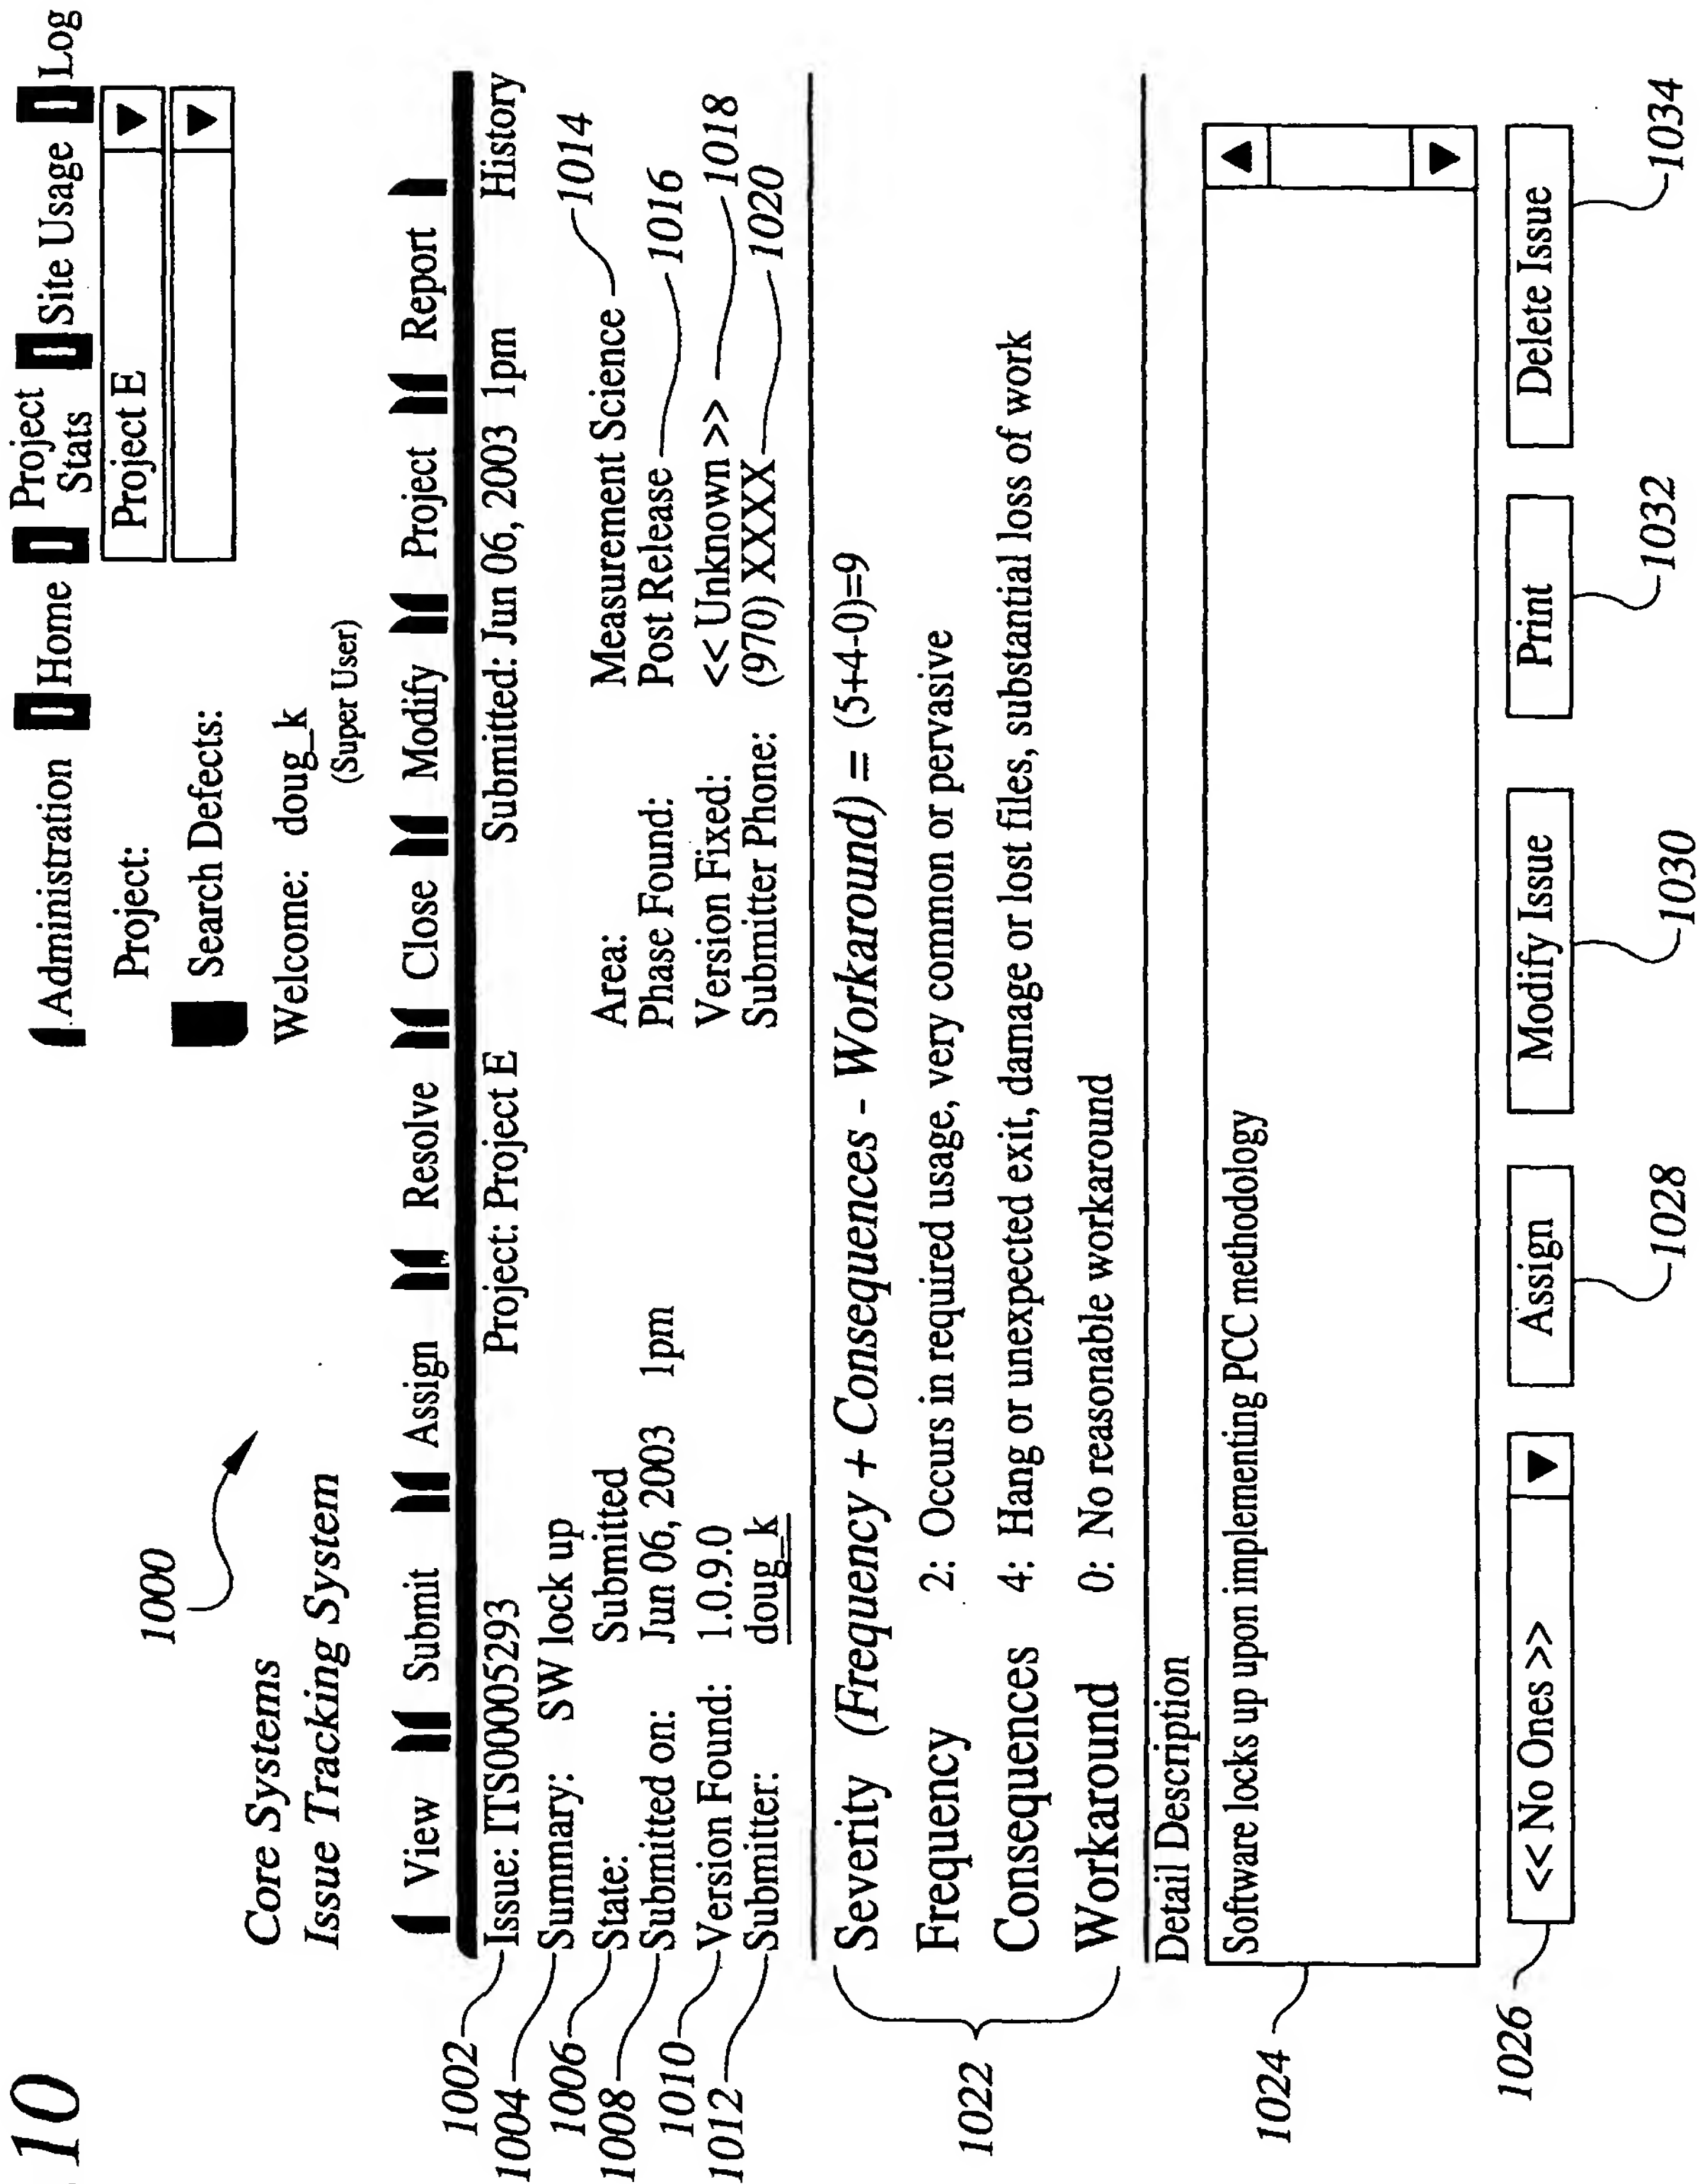 10
Administration Home Project Stats Site Usage Log
Project: Project E
Search Defects:
Welcome: doug_k
(Super User)
1000
Core Systems
Issue Tracking System
View Submit Assign Resolve Close Modify Project Report
1002 Issue: ITS00005293 Project: Project E Submitted: Jun 06, 2003 1pm History
1004 Summary: SW lock up
1006 State: Submitted Area: Measurement Science 1014
1008 Submitted on: Jun 06, 2003 1pm Phase Found: Post Release 1016
1010 Version Found: 1.0.9.0 Version Fixed: << Unknown >> 1018
1012 Submitter: doug_k Submitter Phone: (970) XXXX 1020
Severity (Frequency + Consequences - Workaround) = (5+4-0)=9
Frequency 2: Occurs in required usage, very common or pervasive
1022
Consequences 4: Hang or unexpected exit, damage or lost files, substantial loss of work
Workaround 0: No reasonable workaround
Detail Description
Software locks up upon implementing PCC methodology
1024
<< No Ones >> Assign Modify Issue Print Delete Issue
1026 1028 1030 1032 1034